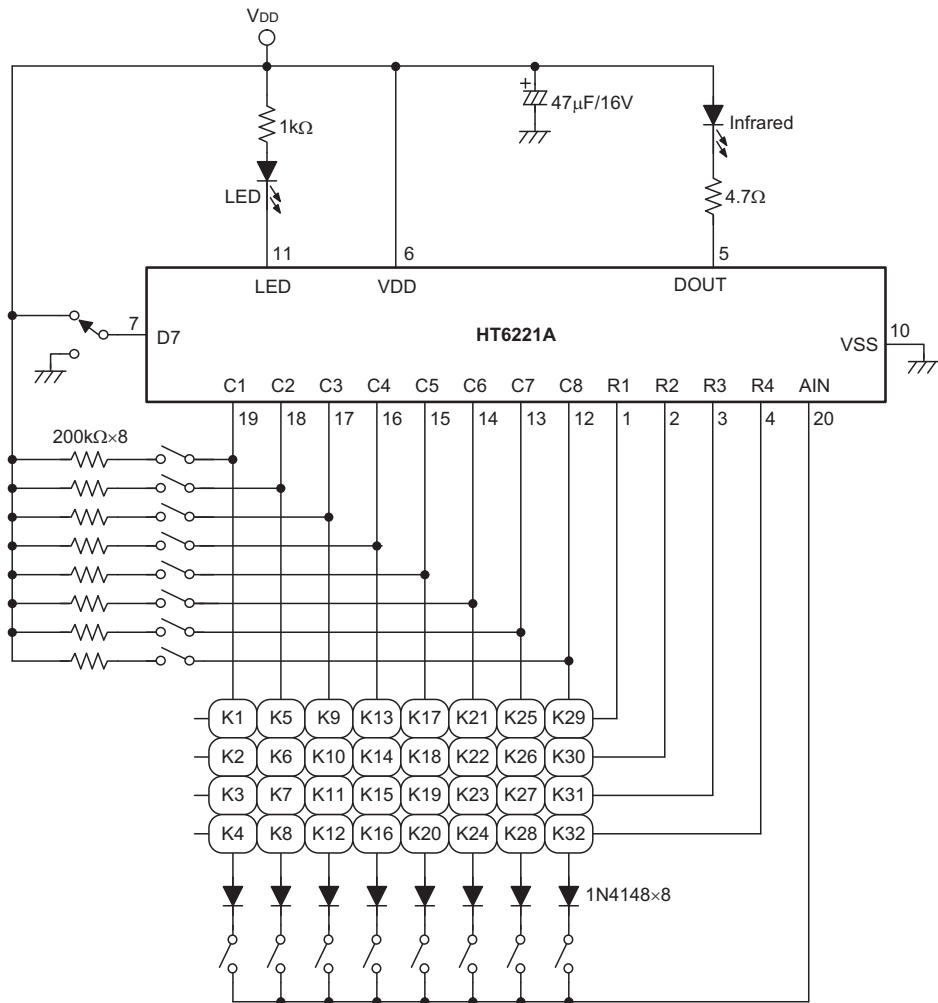 VDD
+
47μF/16V
1kΩ
Infrared
LED
4.7Ω
11 6 5
LED VDD DOUT
7 D7 HT6221A VSS 10
C1 C2 C3 C4 C5 C6 C7 C8 R1 R2 R3 R4 AIN
19 18 17 16 15 14 13 12 1 2 3 4 20
200kΩ×8
K1 K5 K9 K13 K17 K21 K25 K29
K2 K6 K10 K14 K18 K22 K26 K30
K3 K7 K11 K15 K19 K23 K27 K31
K4 K8 K12 K16 K20 K24 K28 K32
1N4148×8